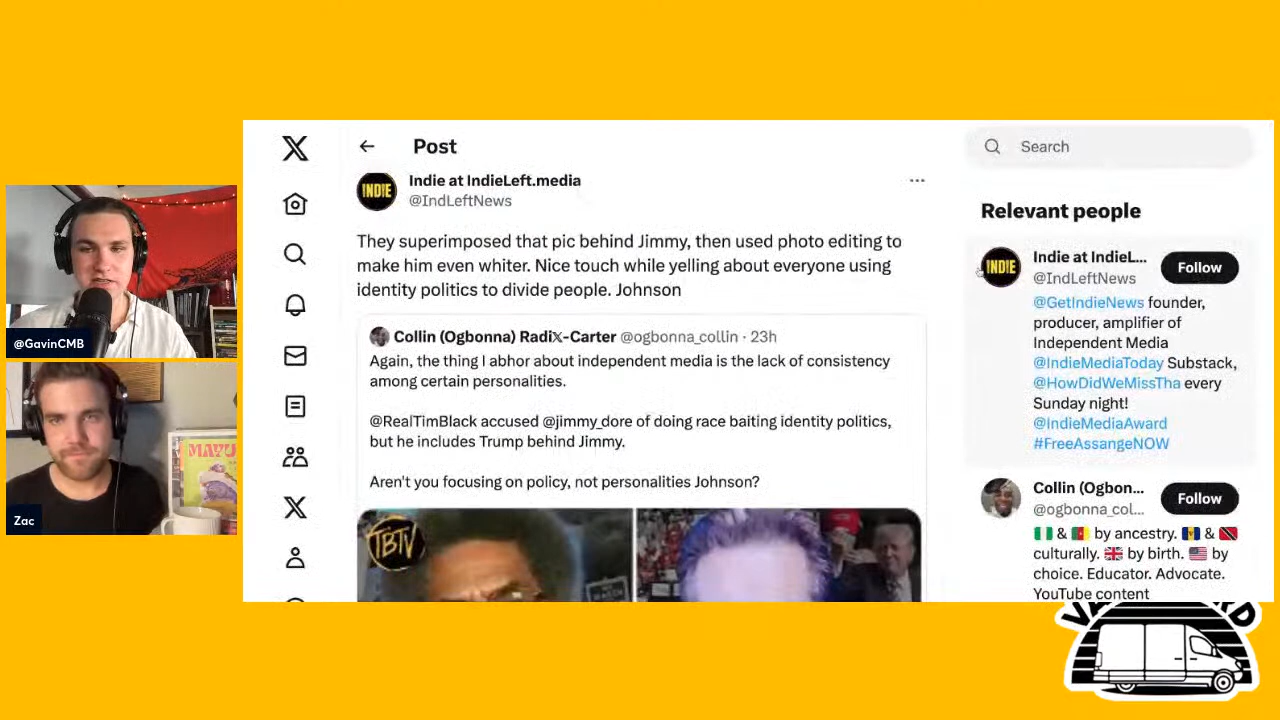 Post
Search
Indie at IndieLeft.media
@IndLeftNews
They superimposed that pic behind Jimmy, then used photo editing to
make him even whiter. Nice touch while yelling about everyone using
identity politics to divide people. Johnson
Collin (Ogbonna) Radi𝕏-Carter @ogbonna_collin · 23h
Again, the thing I abhor about independent media is the lack of consistency
among certain personalities.
@RealTimBlack accused @jimmy_dore of doing race baiting identity politics,
but he includes Trump behind Jimmy.
Aren't you focusing on policy, not personalities Johnson?
TBTV
Relevant people
INDIE
INDIE
Indie at IndieL...
@IndLeftNews
Follow
@GetIndieNews founder,
producer, amplifier of
Independent Media
@IndieMediaToday Substack,
@HowDidWeMissTha every
Sunday night!
@IndieMediaAward
#FreeAssangeNOW
Collin (Ogbon...
@ogbonna_col...
Follow
🇳🇬 & 🇨🇲 by ancestry. 🇧🇧 & 🇹🇹
culturally. 🇬🇧 by birth. 🇺🇸 by
choice. Educator. Advocate.
YouTube content
@GavinCMB
Zac